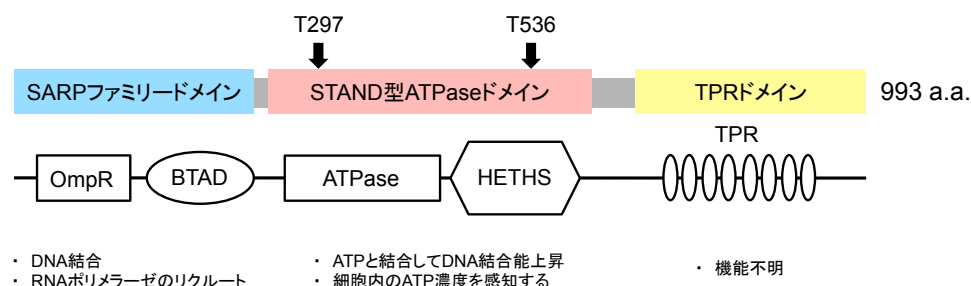 T297 T536
SARPファミリードメイン STAND型ATPaseドメイン TPRドメイン 993 a.a.
TPR
OmpR BTAD ATPase HETHS
・ DNA結合 ・ ATPと結合してDNA結合能上昇 ・ 機能不明
・ RNAポリメラーゼのリクルート ・ 細胞内のATP濃度を感知する